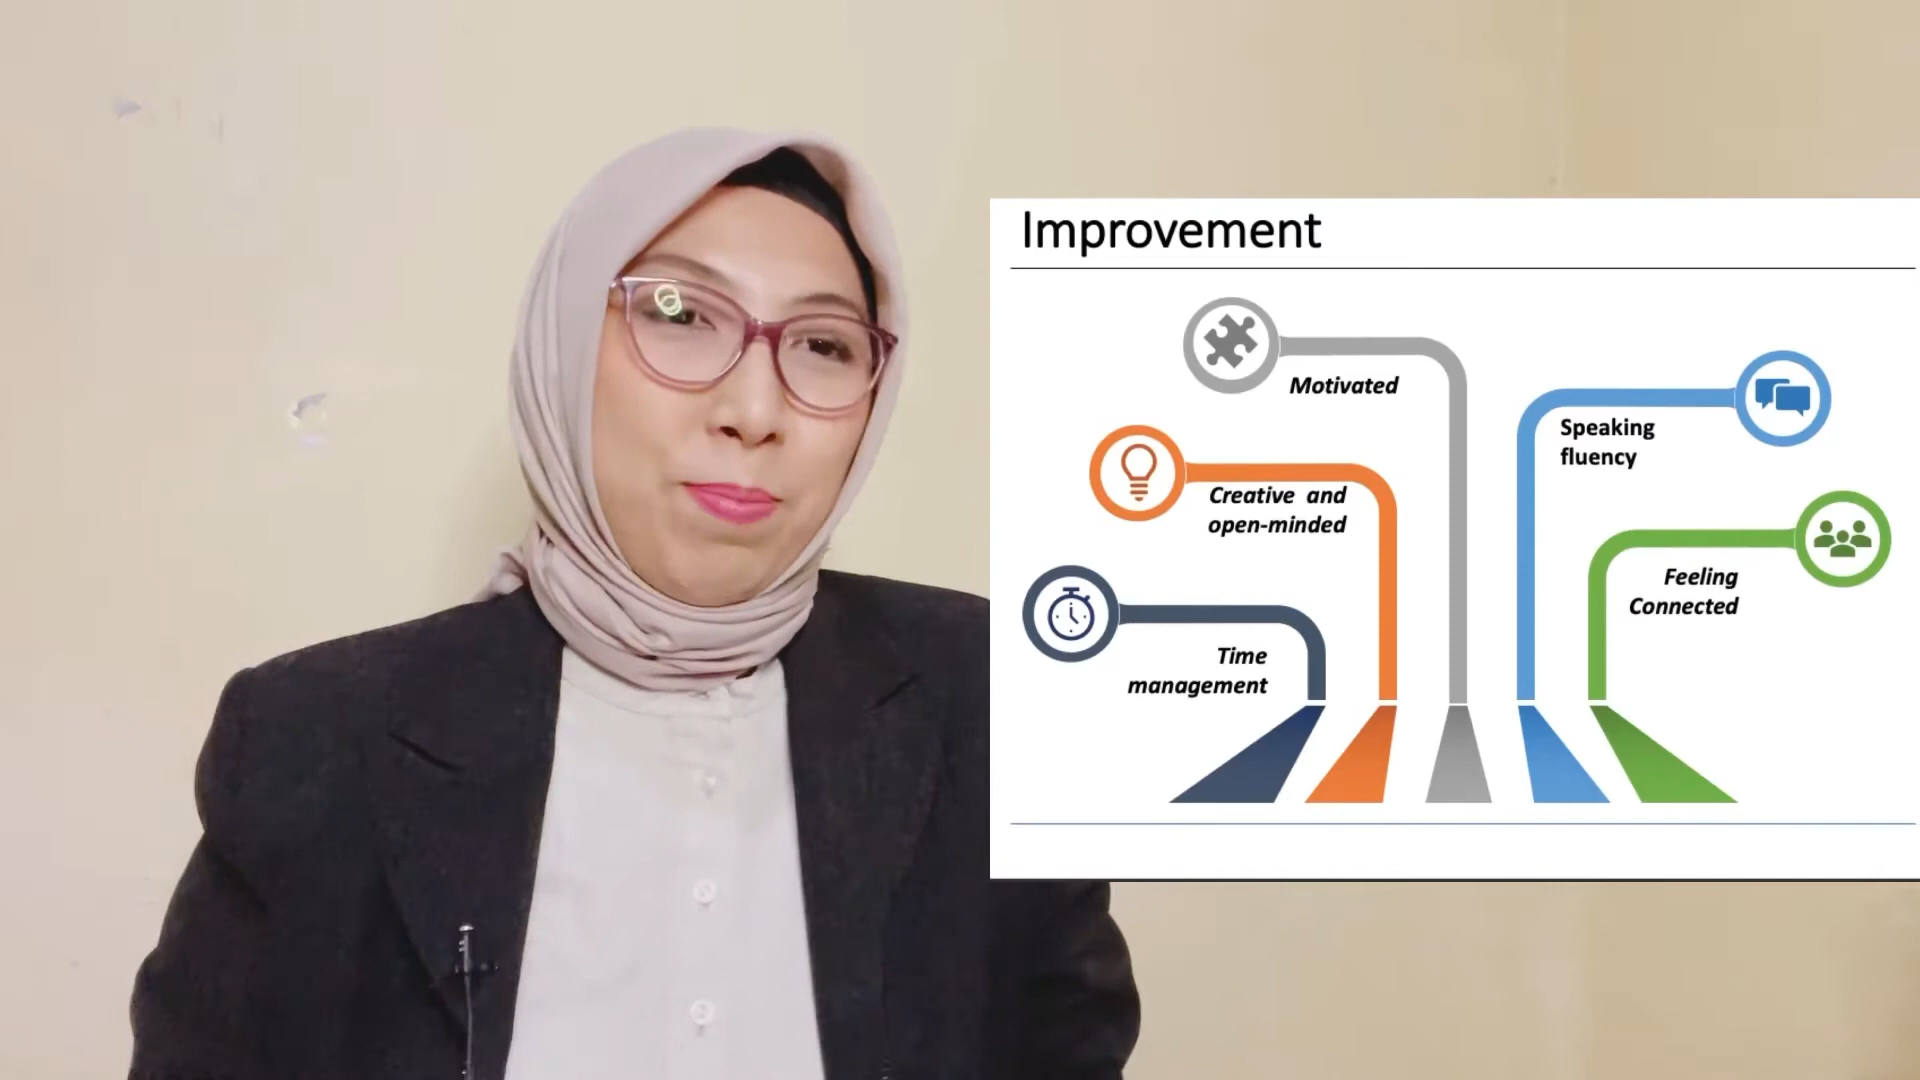 Improvement
Motivated
Speaking
fluency
Creative and
open-minded
Feeling
Connected
Time
management